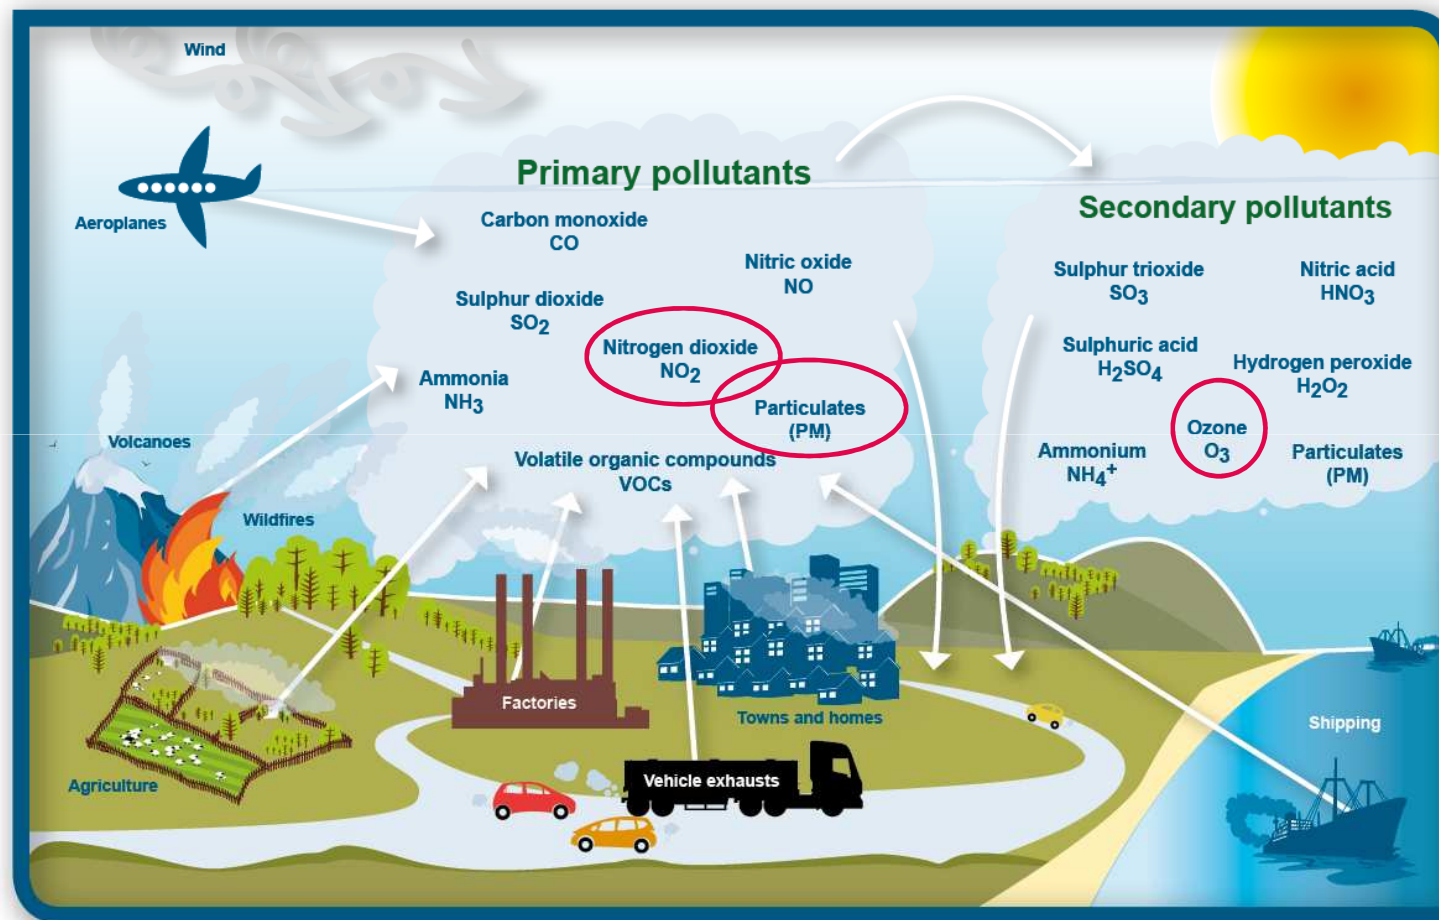 Wind
Aeroplanes
Primary pollutants
Carbon monoxide
CO
Nitric oxide
NO
Sulphur dioxide
SO2
Nitrogen dioxide
NO2
Ammonia
NH3
Particulates
(PM)
Volatile organic compounds
VOCs
Secondary pollutants
Sulphur trioxide
SO3
Nitric acid
HNO3
Sulphuric acid
H2SO4
Hydrogen peroxide
H2O2
Ozone
O3
Ammonium
NH4+
Particulates
(PM)
Volcanoes
Wildfires
Agriculture
Factories
Towns and homes
Vehicle exhausts
Shipping